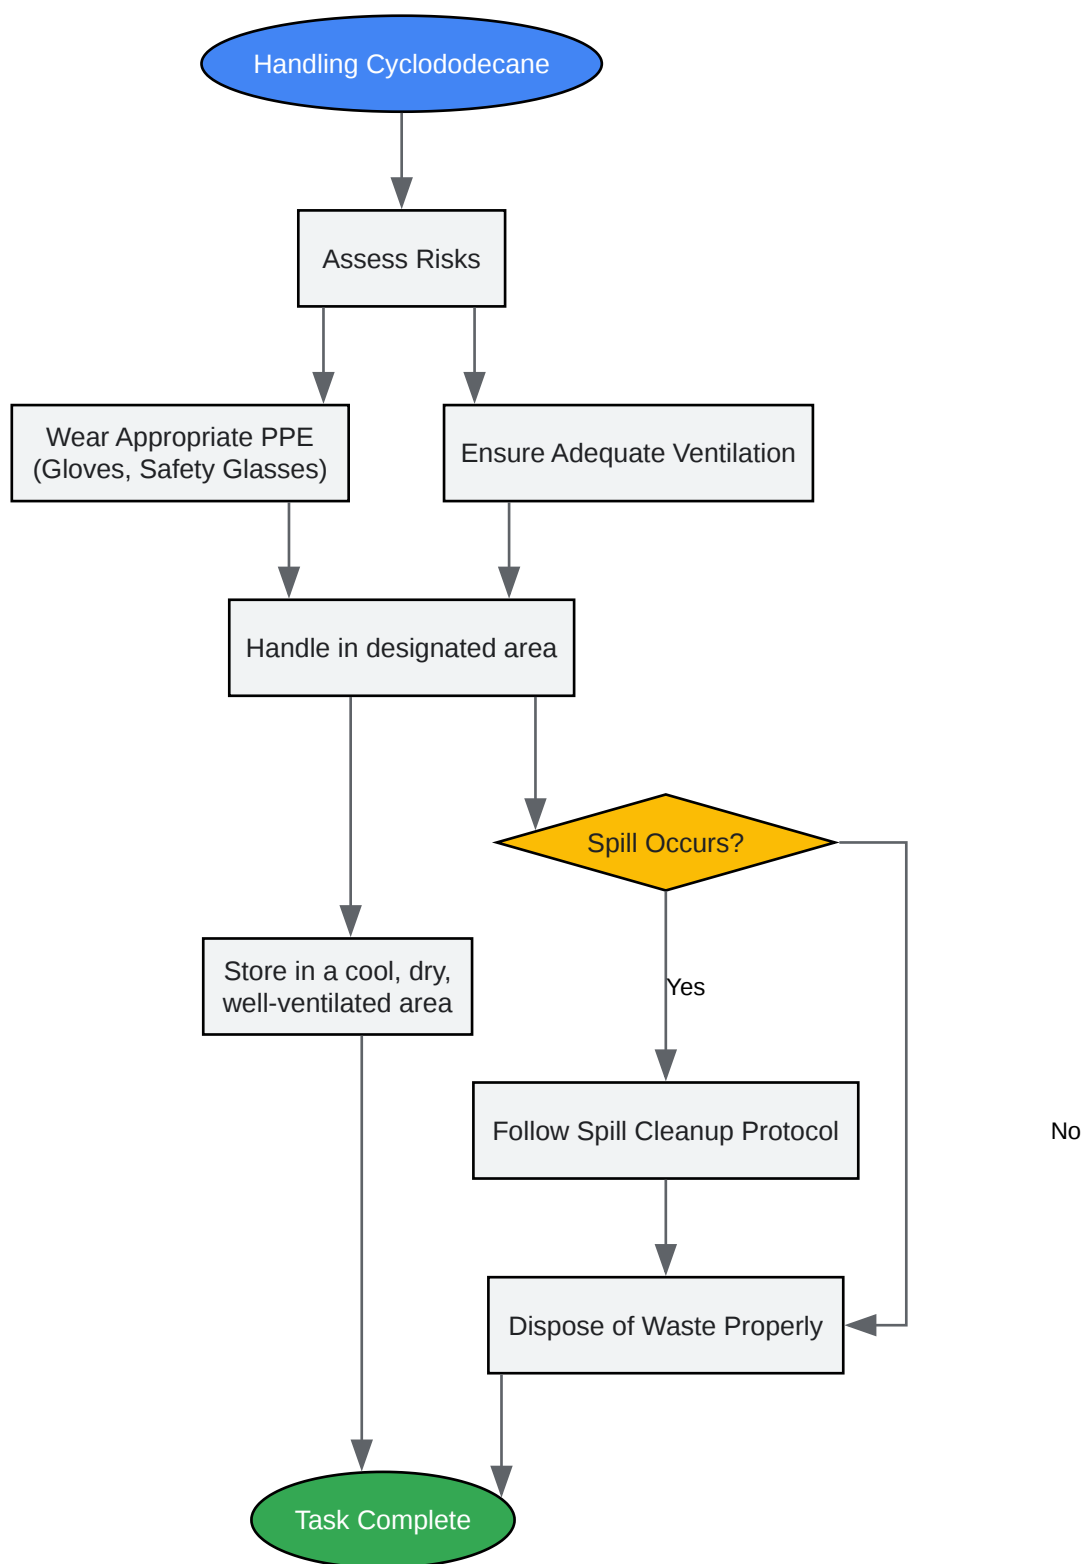 Handling Cyclododecane
Assess Risks
Wear Appropriate PPE
(Gloves, Safety Glasses)
Ensure Adequate Ventilation
Handle in designated area
Spill Occurs?
Store in a cool, dry,
well-ventilated area
Yes
Follow Spill Cleanup Protocol
No
Dispose of Waste Properly
Task Complete